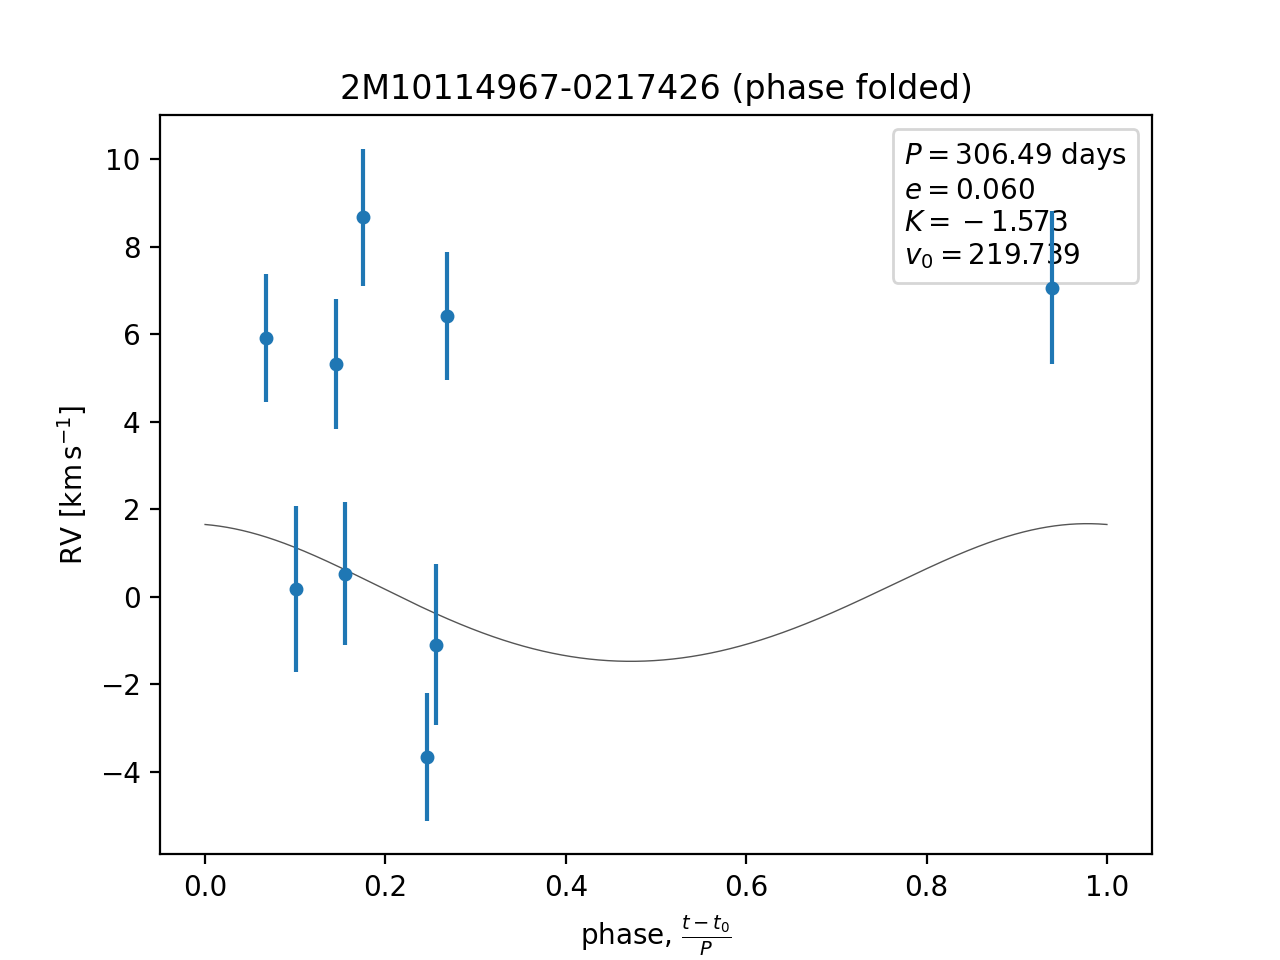 2M10114967-0217426 (phase folded)
P = 306.49 days
e = 0.060
K = −1.573
v₀ = 219.739
RV [km s⁻¹]
10
8
6
4
2
0
−2
−4
0.0 0.2 0.4 0.6 0.8 1.0
phase, (t − t₀)/P